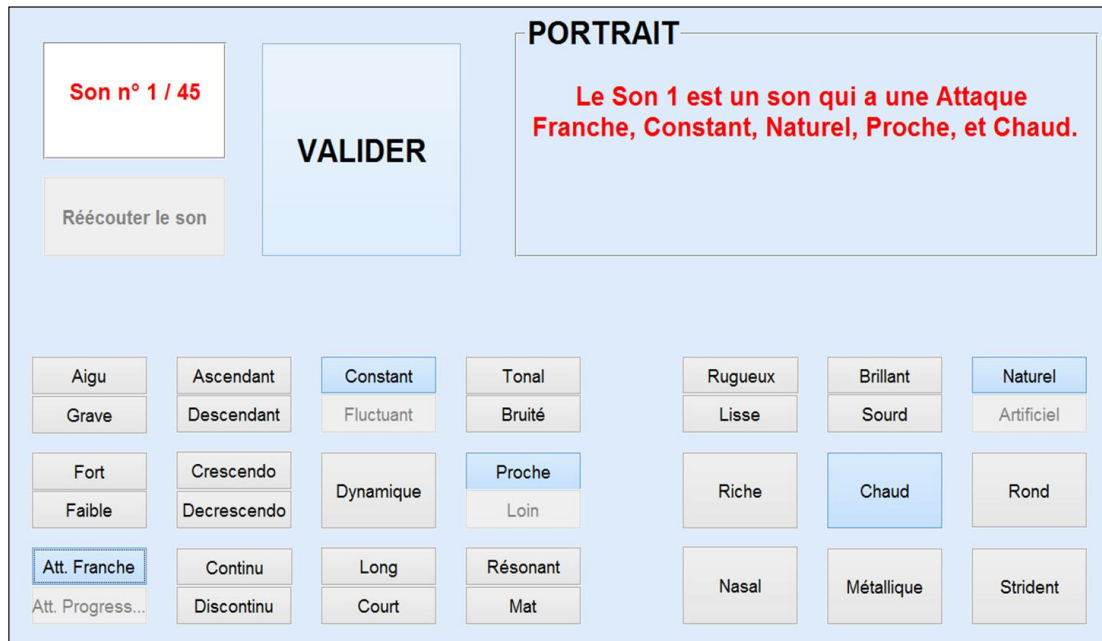 Son n° 1 / 45
VALIDER
Réécouter le son
PORTRAIT
Le Son 1 est un son qui a une Attaque
Franche, Constant, Naturel, Proche, et Chaud.
Aigu
Grave
Ascendant
Descendant
Constant
Fluctuant
Tonal
Bruité
Rugueux
Lisse
Brillant
Sourd
Naturel
Artificiel
Fort
Faible
Crescendo
Decrescendo
Dynamique
Proche
Loin
Riche
Chaud
Rond
Att. Franche
Att. Progress...
Continu
Discontinu
Long
Court
Résonant
Mat
Nasal
Métallique
Strident